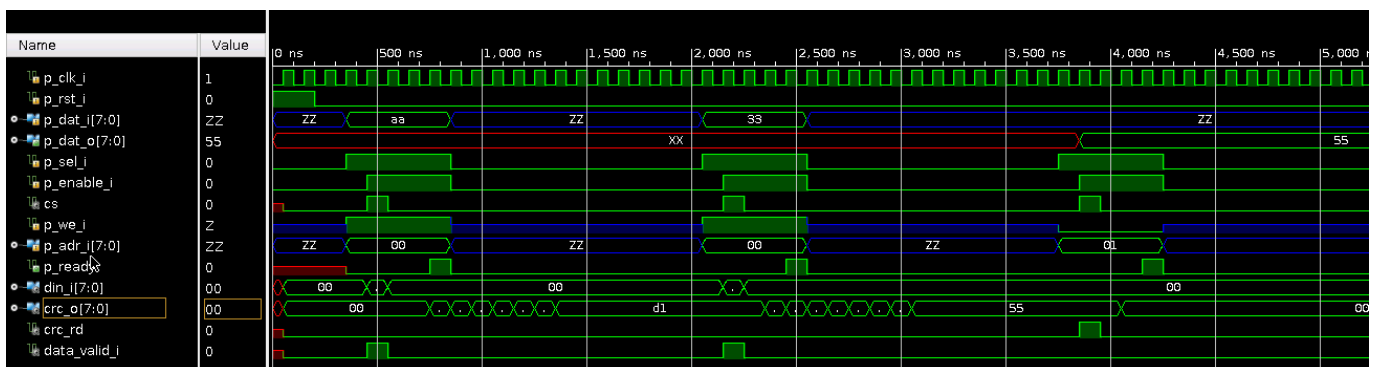 Name Value
0 ns 500 ns 1,000 ns 1,500 ns 2,000 ns 2,500 ns 3,000 ns 3,500 ns 4,000 ns 4,500 ns 5,000
p_clk_i 1
p_rst_i 0
p_dat_i[7:0] ZZ ZZ aa ZZ 33 ZZ
p_dat_o[7:0] 55 XX 55
p_sel_i 0
p_enable_i 0
cs 0
p_we_i Z
p_adr_i[7:0] ZZ ZZ 00 ZZ 00 ZZ 01
p_ready 0
din_i[7:0] 00 00 . 00 . 00
crc_o[7:0] 00 00 . . . . . . d1 . . . . . . . 55 00
crc_rd 0
data_valid_i 0